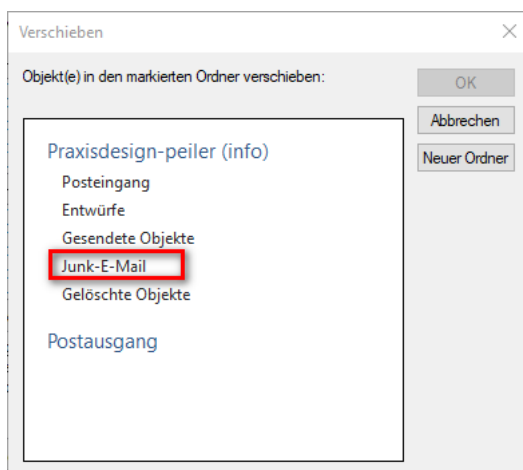 Verschieben
Objekt(e) in den markierten Ordner verschieben:
OK
Abbrechen
Neuer Ordner
Praxisdesign-peiler (info)
Posteingang
Entwürfe
Gesendete Objekte
Junk-E-Mail
Gelöschte Objekte
Postausgang